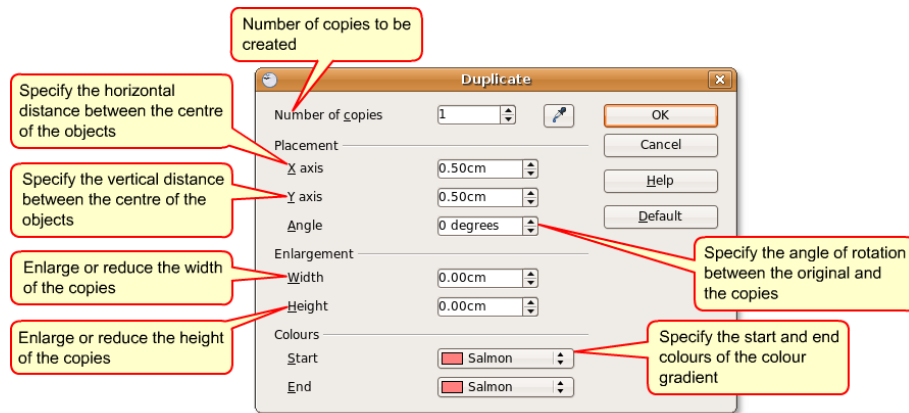 Number of copies to be
created
Specify the horizontal
distance between the centre
of the objects
Specify the vertical distance
between the centre of the
objects
Enlarge or reduce the width
of the copies
Enlarge or reduce the height
of the copies
Duplicate
Number of copies 1
OK
Placement
Cancel
X axis 0.50cm
Help
Y axis 0.50cm
Default
Angle 0 degrees
Enlargement
Width 0.00cm
Height 0.00cm
Colours
Start Salmon
End Salmon
Specify the angle of rotation
between the original and
the copies
Specify the start and end
colours of the colour
gradient